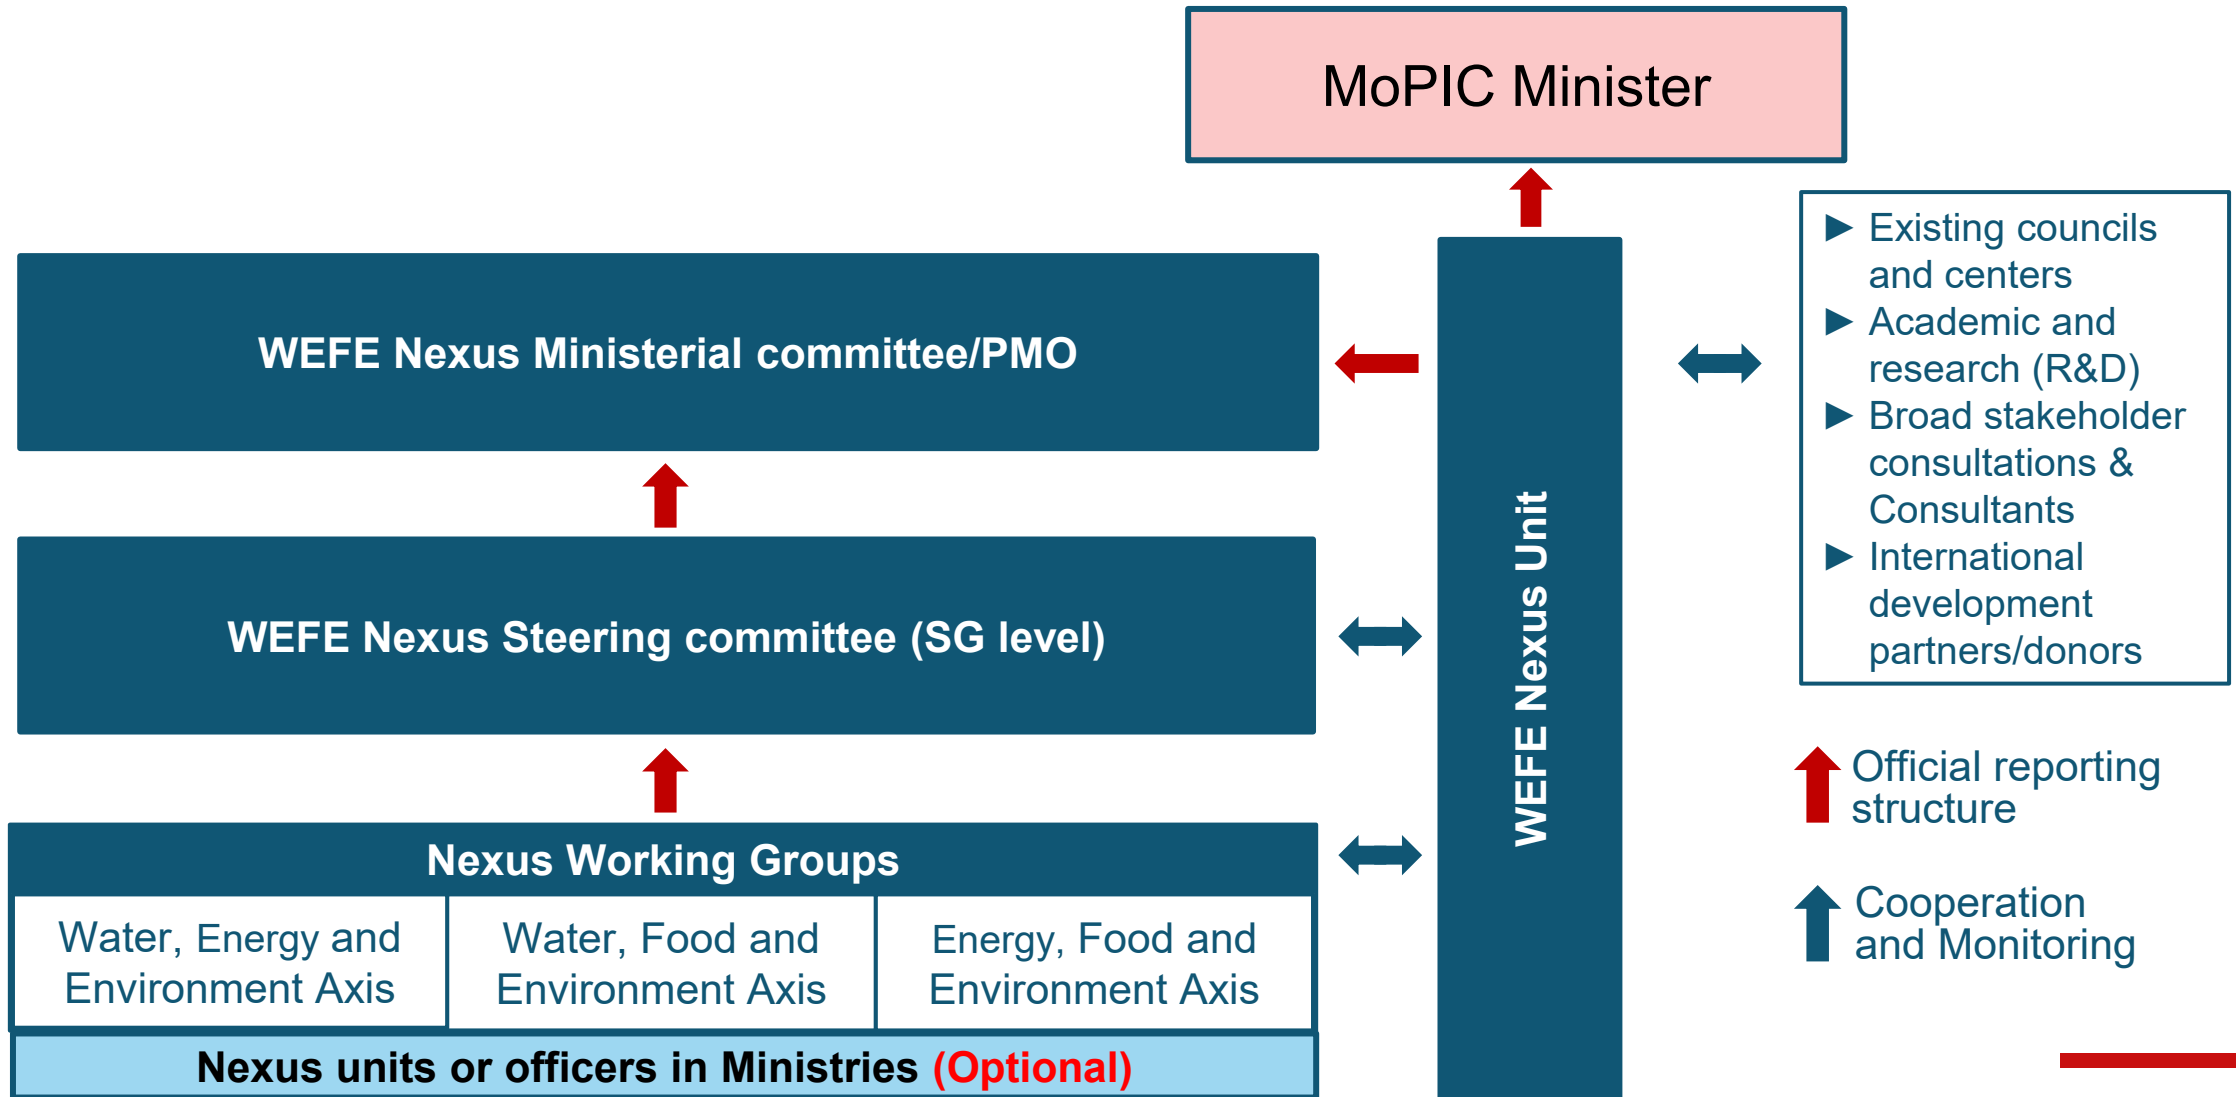 MoPIC Minister
WEFE Nexus Ministerial committee/PMO
WEFE Nexus Steering committee (SG level)
Nexus Working Groups
Water, Energy and
Environment Axis
Water, Food and
Environment Axis
Energy, Food and
Environment Axis
Nexus units or officers in Ministries (Optional)
WEFE Nexus Unit
► Existing councils
and centers
► Academic and
research (R&D)
► Broad stakeholder
consultations &
Consultants
► International
development
partners/donors
Official reporting
structure
Cooperation
and Monitoring